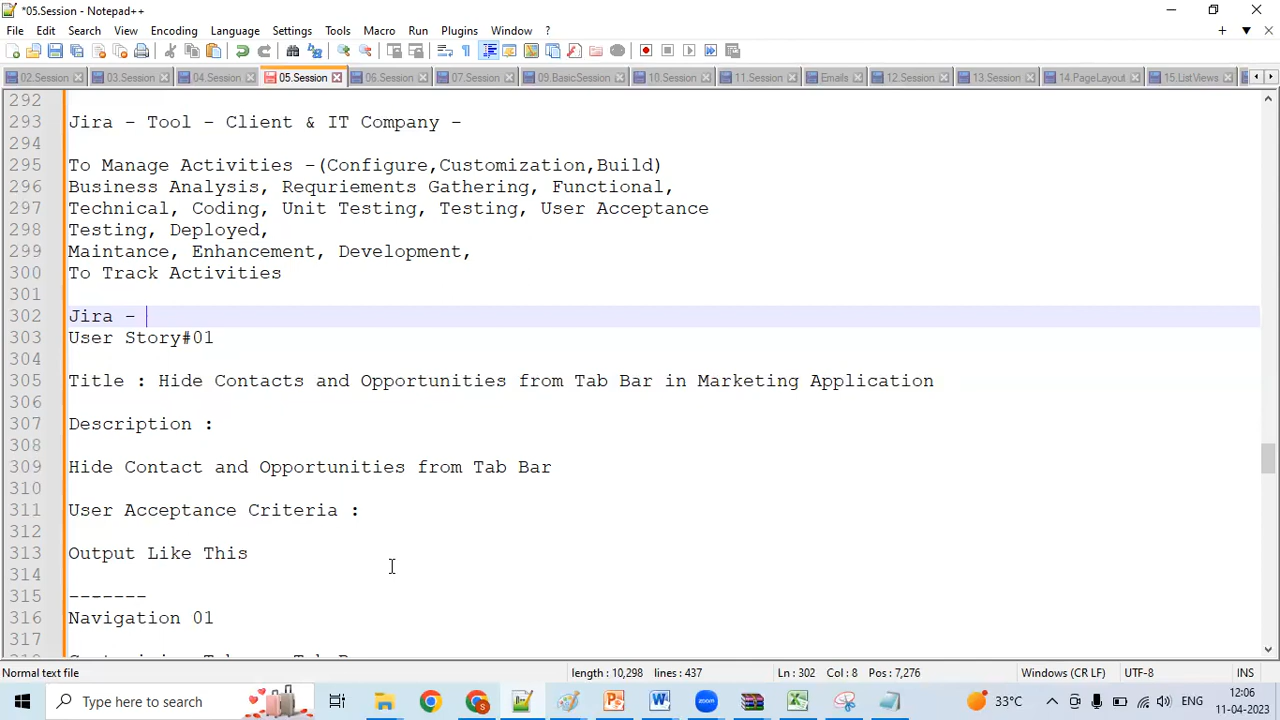 *05.Session - Notepad++
File Edit Search View Encoding Language Settings Tools Macro Run Plugins Window ?
02.Session 03.Session 04.Session 05.Session 06.Session 07.Session 09.BasicSession 10.Session 11.Session Emails 12.Session 13.Session 14.PageLayout 15.ListViews
292
293 Jira - Tool - Client & IT Company -
294
295 To Manage Activities -(Configure,Customization,Build)
296 Business Analysis, Requriements Gathering, Functional,
297 Technical, Coding, Unit Testing, Testing, User Acceptance
298 Testing, Deployed,
299 Maintance, Enhancement, Development,
300 To Track Activities
301
302 Jira -
303 User Story#01
304
305 Title : Hide Contacts and Opportunities from Tab Bar in Marketing Application
306
307 Description :
308
309 Hide Contact and Opportunities from Tab Bar
310
311 User Acceptance Criteria :
312
313 Output Like This
314
315 -------
316 Navigation 01
317
Normal text file length : 10,298 lines : 437 Ln : 302 Col : 8 Pos : 7,276 Windows (CR LF) UTF-8 INS
Type here to search 33°C ENG 12:06
11-04-2023